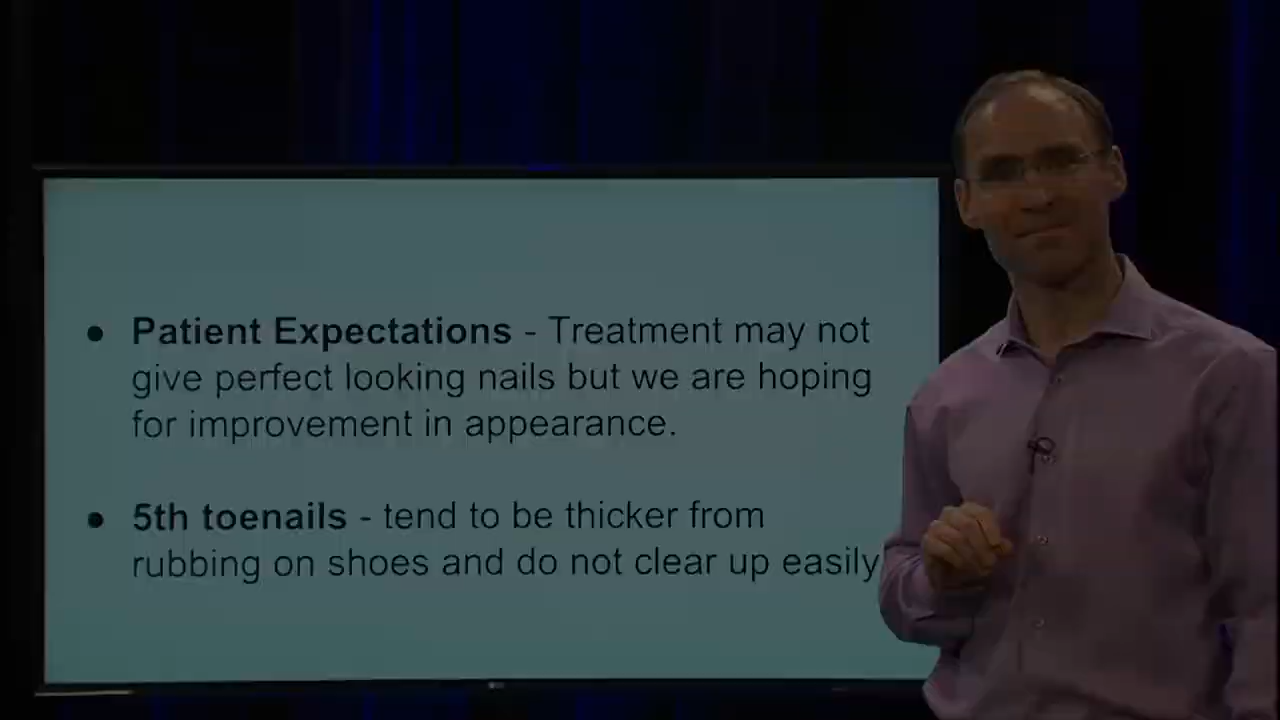 ● Patient Expectations - Treatment may not
give perfect looking nails but we are hoping
for improvement in appearance.
● 5th toenails - tend to be thicker from
rubbing on shoes and do not clear up easily